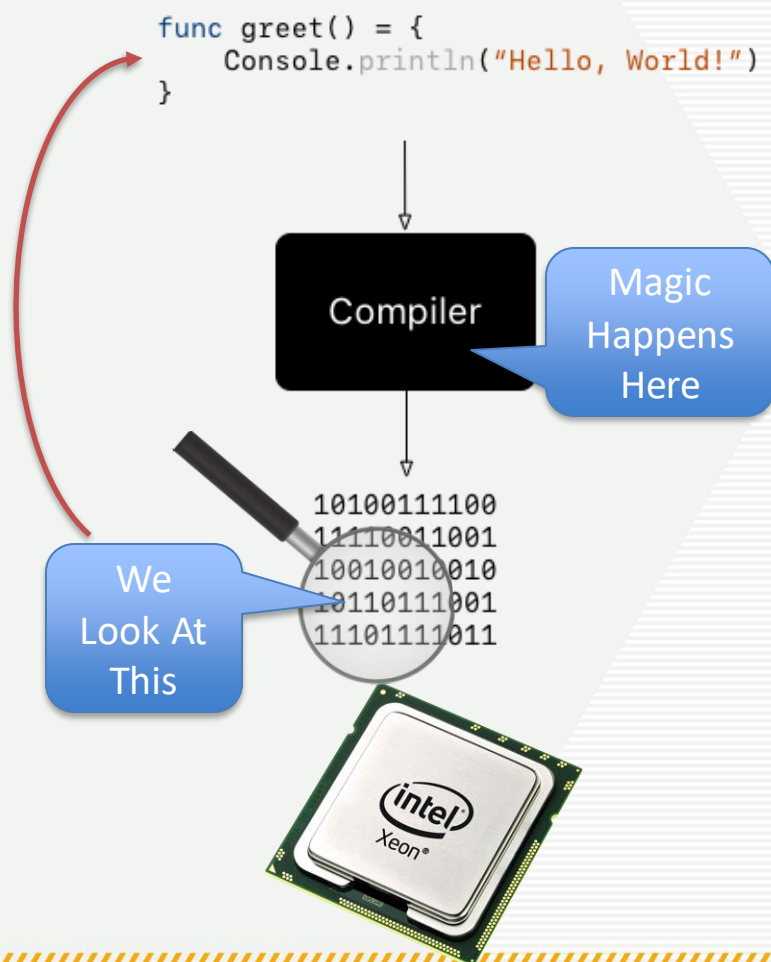 func greet() = {
Console.println("Hello, World!")
}
Compiler
Magic
Happens
Here
10100111100
11110011001
10010010010
10110111001
11101111011
We
Look At
This
intel
Xeon®